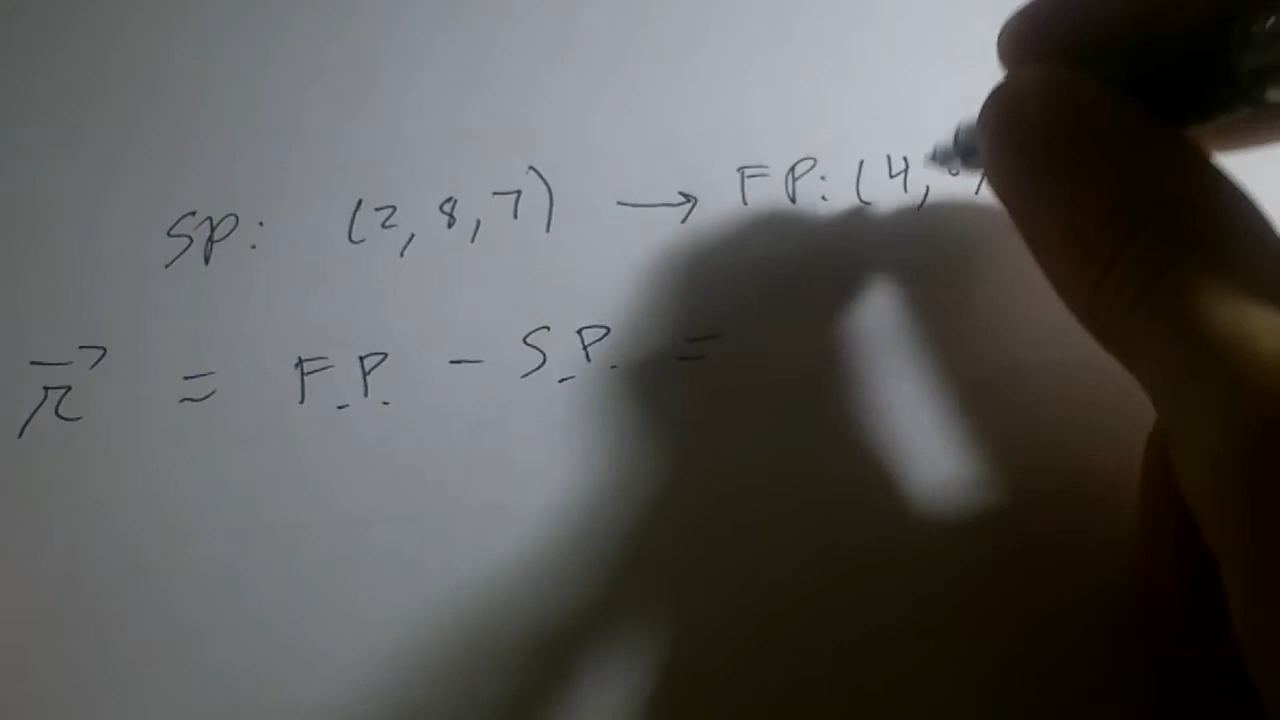 SP: (2, 8, 7) → FP: (4,
r⃗ = F.P. - S.P. =